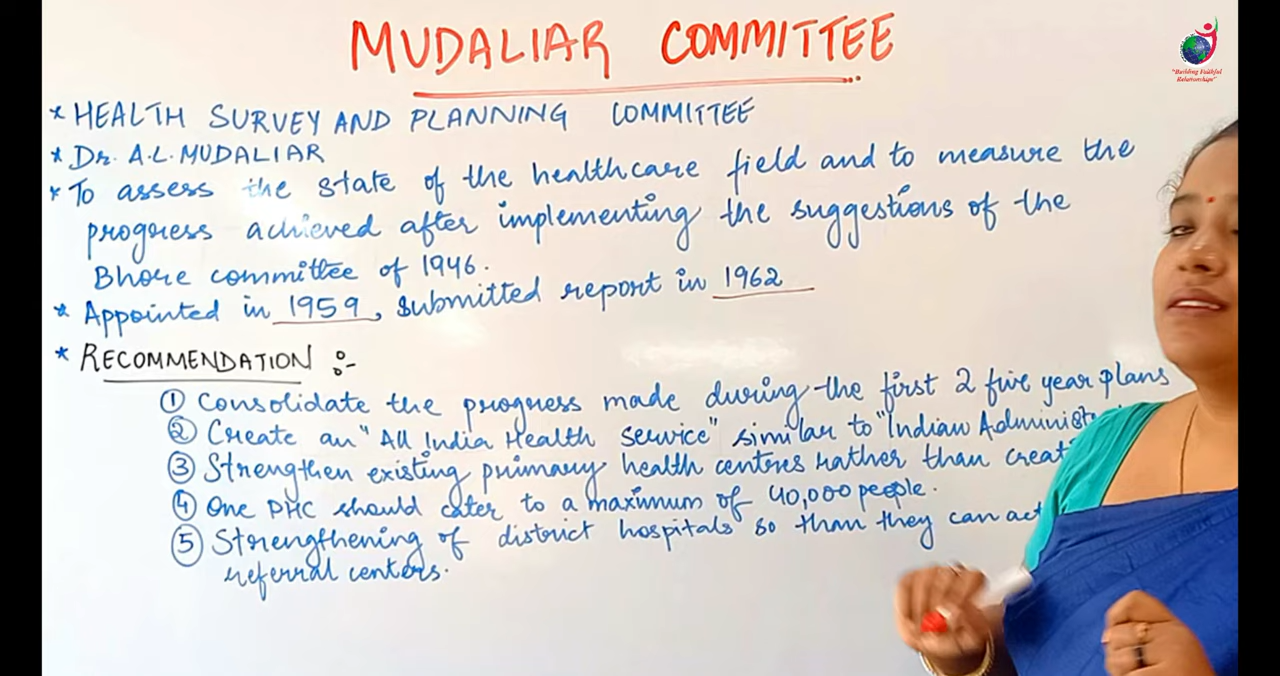 MUDALIAR COMMITTEE
"Building Faithful
Relationships"
* HEALTH SURVEY AND PLANNING COMMITTEE
* Dr. A.L. MUDALIAR
* To assess the state of the healthcare field and to measure the
progress achieved after implementing the suggestions of the
Bhore committee of 1946.
* Appointed in 1959, submitted report in 1962
* RECOMMENDATION :-
① Consolidate the progress made during the first 2 five year plans
② Create an "All India Health Service" similar to "Indian
③ Strengthen existing primary health centres rather than
④ One PHC should cater to a maximum of 40,000 people.
⑤ Strengthening of district hospitals so than they can act
referral centers.